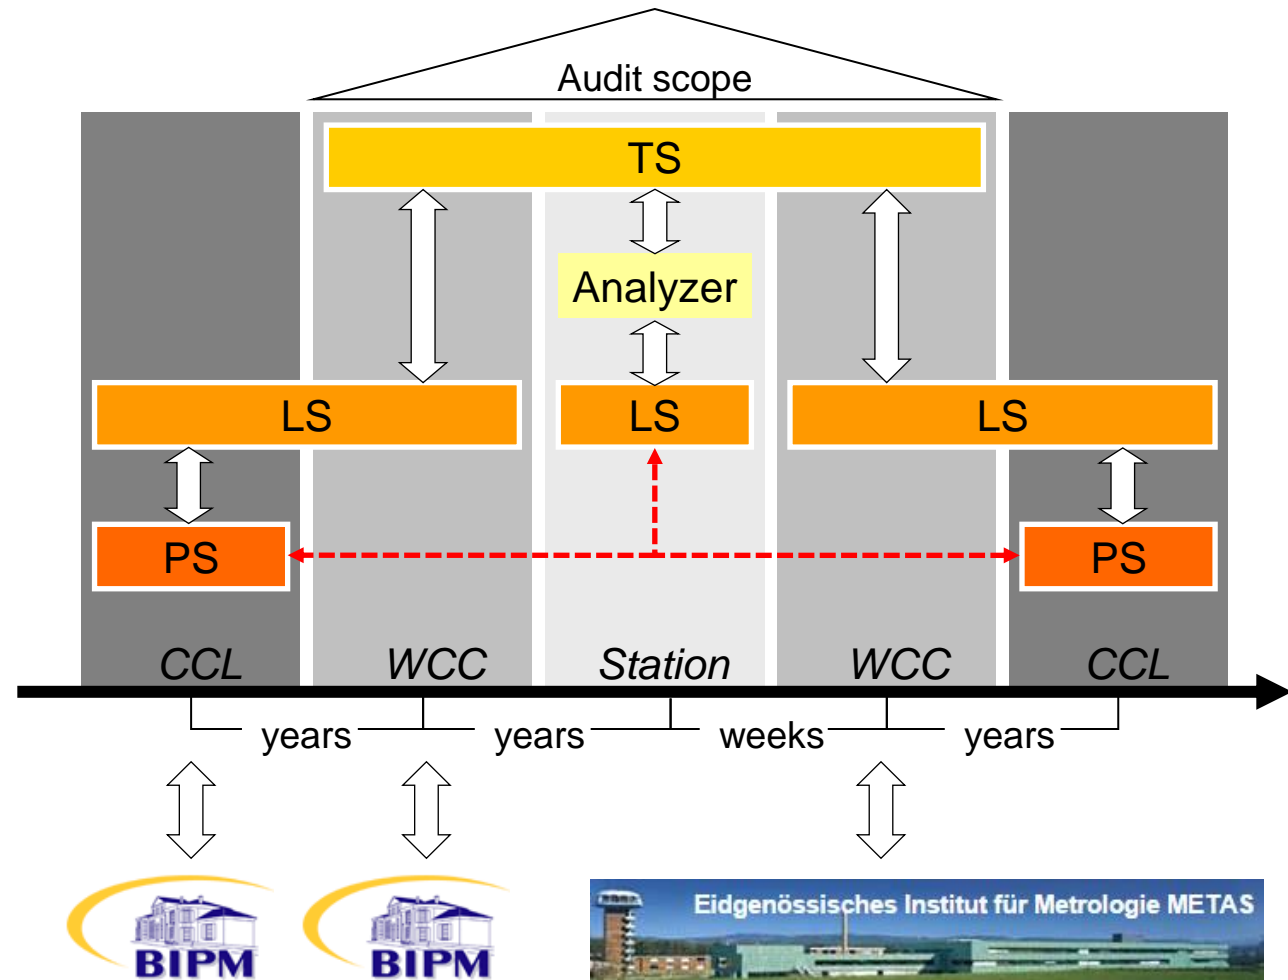 Audit scope
TS
Analyzer
LS
LS
LS
PS
PS
CCL
WCC
Station
WCC
CCL
years
years
weeks
years
BIPM
BIPM
Eidgenössisches Institut für Metrologie METAS